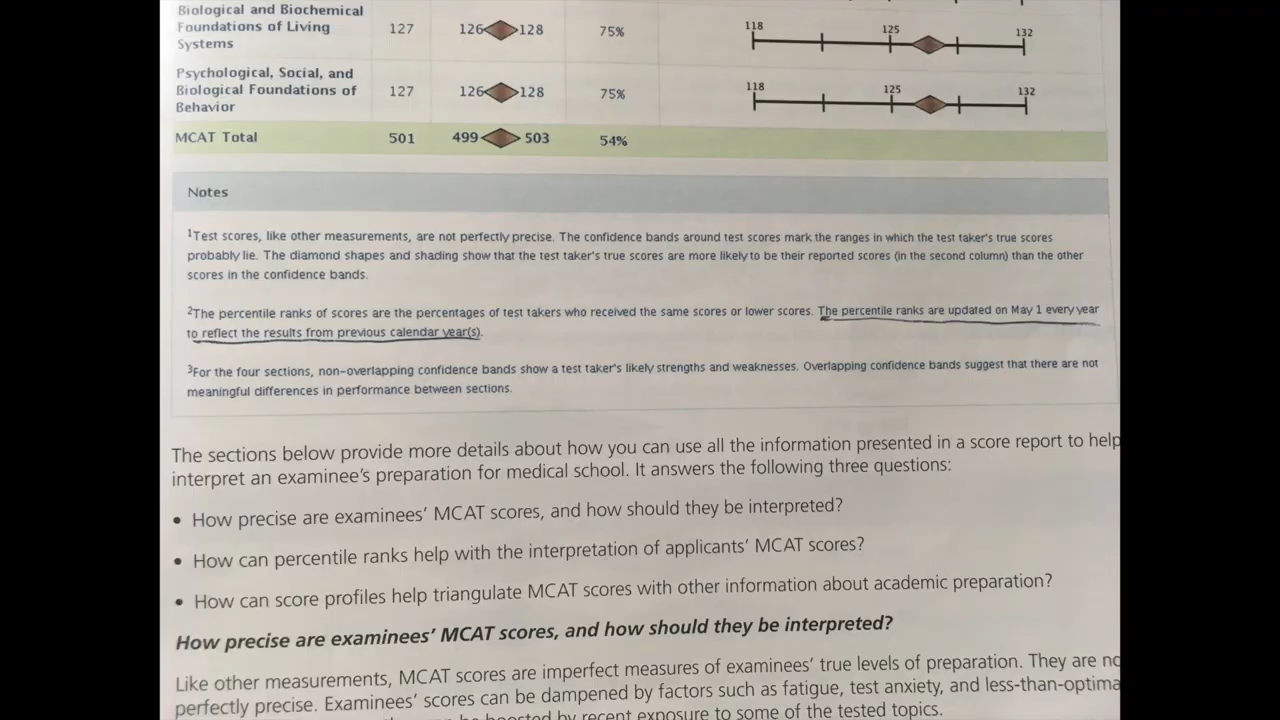 Biological and Biochemical
Foundations of Living
Systems
127
126 128
75%
118 125 132
Psychological, Social, and
Biological Foundations of
Behavior
127
126 128
75%
118 125 132
MCAT Total 501 499 503 54%
Notes
1Test scores, like other measurements, are not perfectly precise. The confidence bands around test scores mark the ranges in which the test taker's true scores
probably lie. The diamond shapes and shading show that the test taker's true scores are more likely to be their reported scores (in the second column) than the other
scores in the confidence bands.
2The percentile ranks of scores are the percentages of test takers who received the same scores or lower scores. The percentile ranks are updated on May 1 every year
to reflect the results from previous calendar year(s).
3For the four sections, non-overlapping confidence bands show a test taker's likely strengths and weaknesses. Overlapping confidence bands suggest that there are not
meaningful differences in performance between sections.
The sections below provide more details about how you can use all the information presented in a score report to help
interpret an examinee's preparation for medical school. It answers the following three questions:
• How precise are examinees' MCAT scores, and how should they be interpreted?
• How can percentile ranks help with the interpretation of applicants' MCAT scores?
• How can score profiles help triangulate MCAT scores with other information about academic preparation?
How precise are examinees' MCAT scores, and how should they be interpreted?
Like other measurements, MCAT scores are imperfect measures of examinees' true levels of preparation. They are no
perfectly precise. Examinees' scores can be dampened by factors such as fatigue, test anxiety, and less-than-optima
by recent exposure to some of the tested topics.